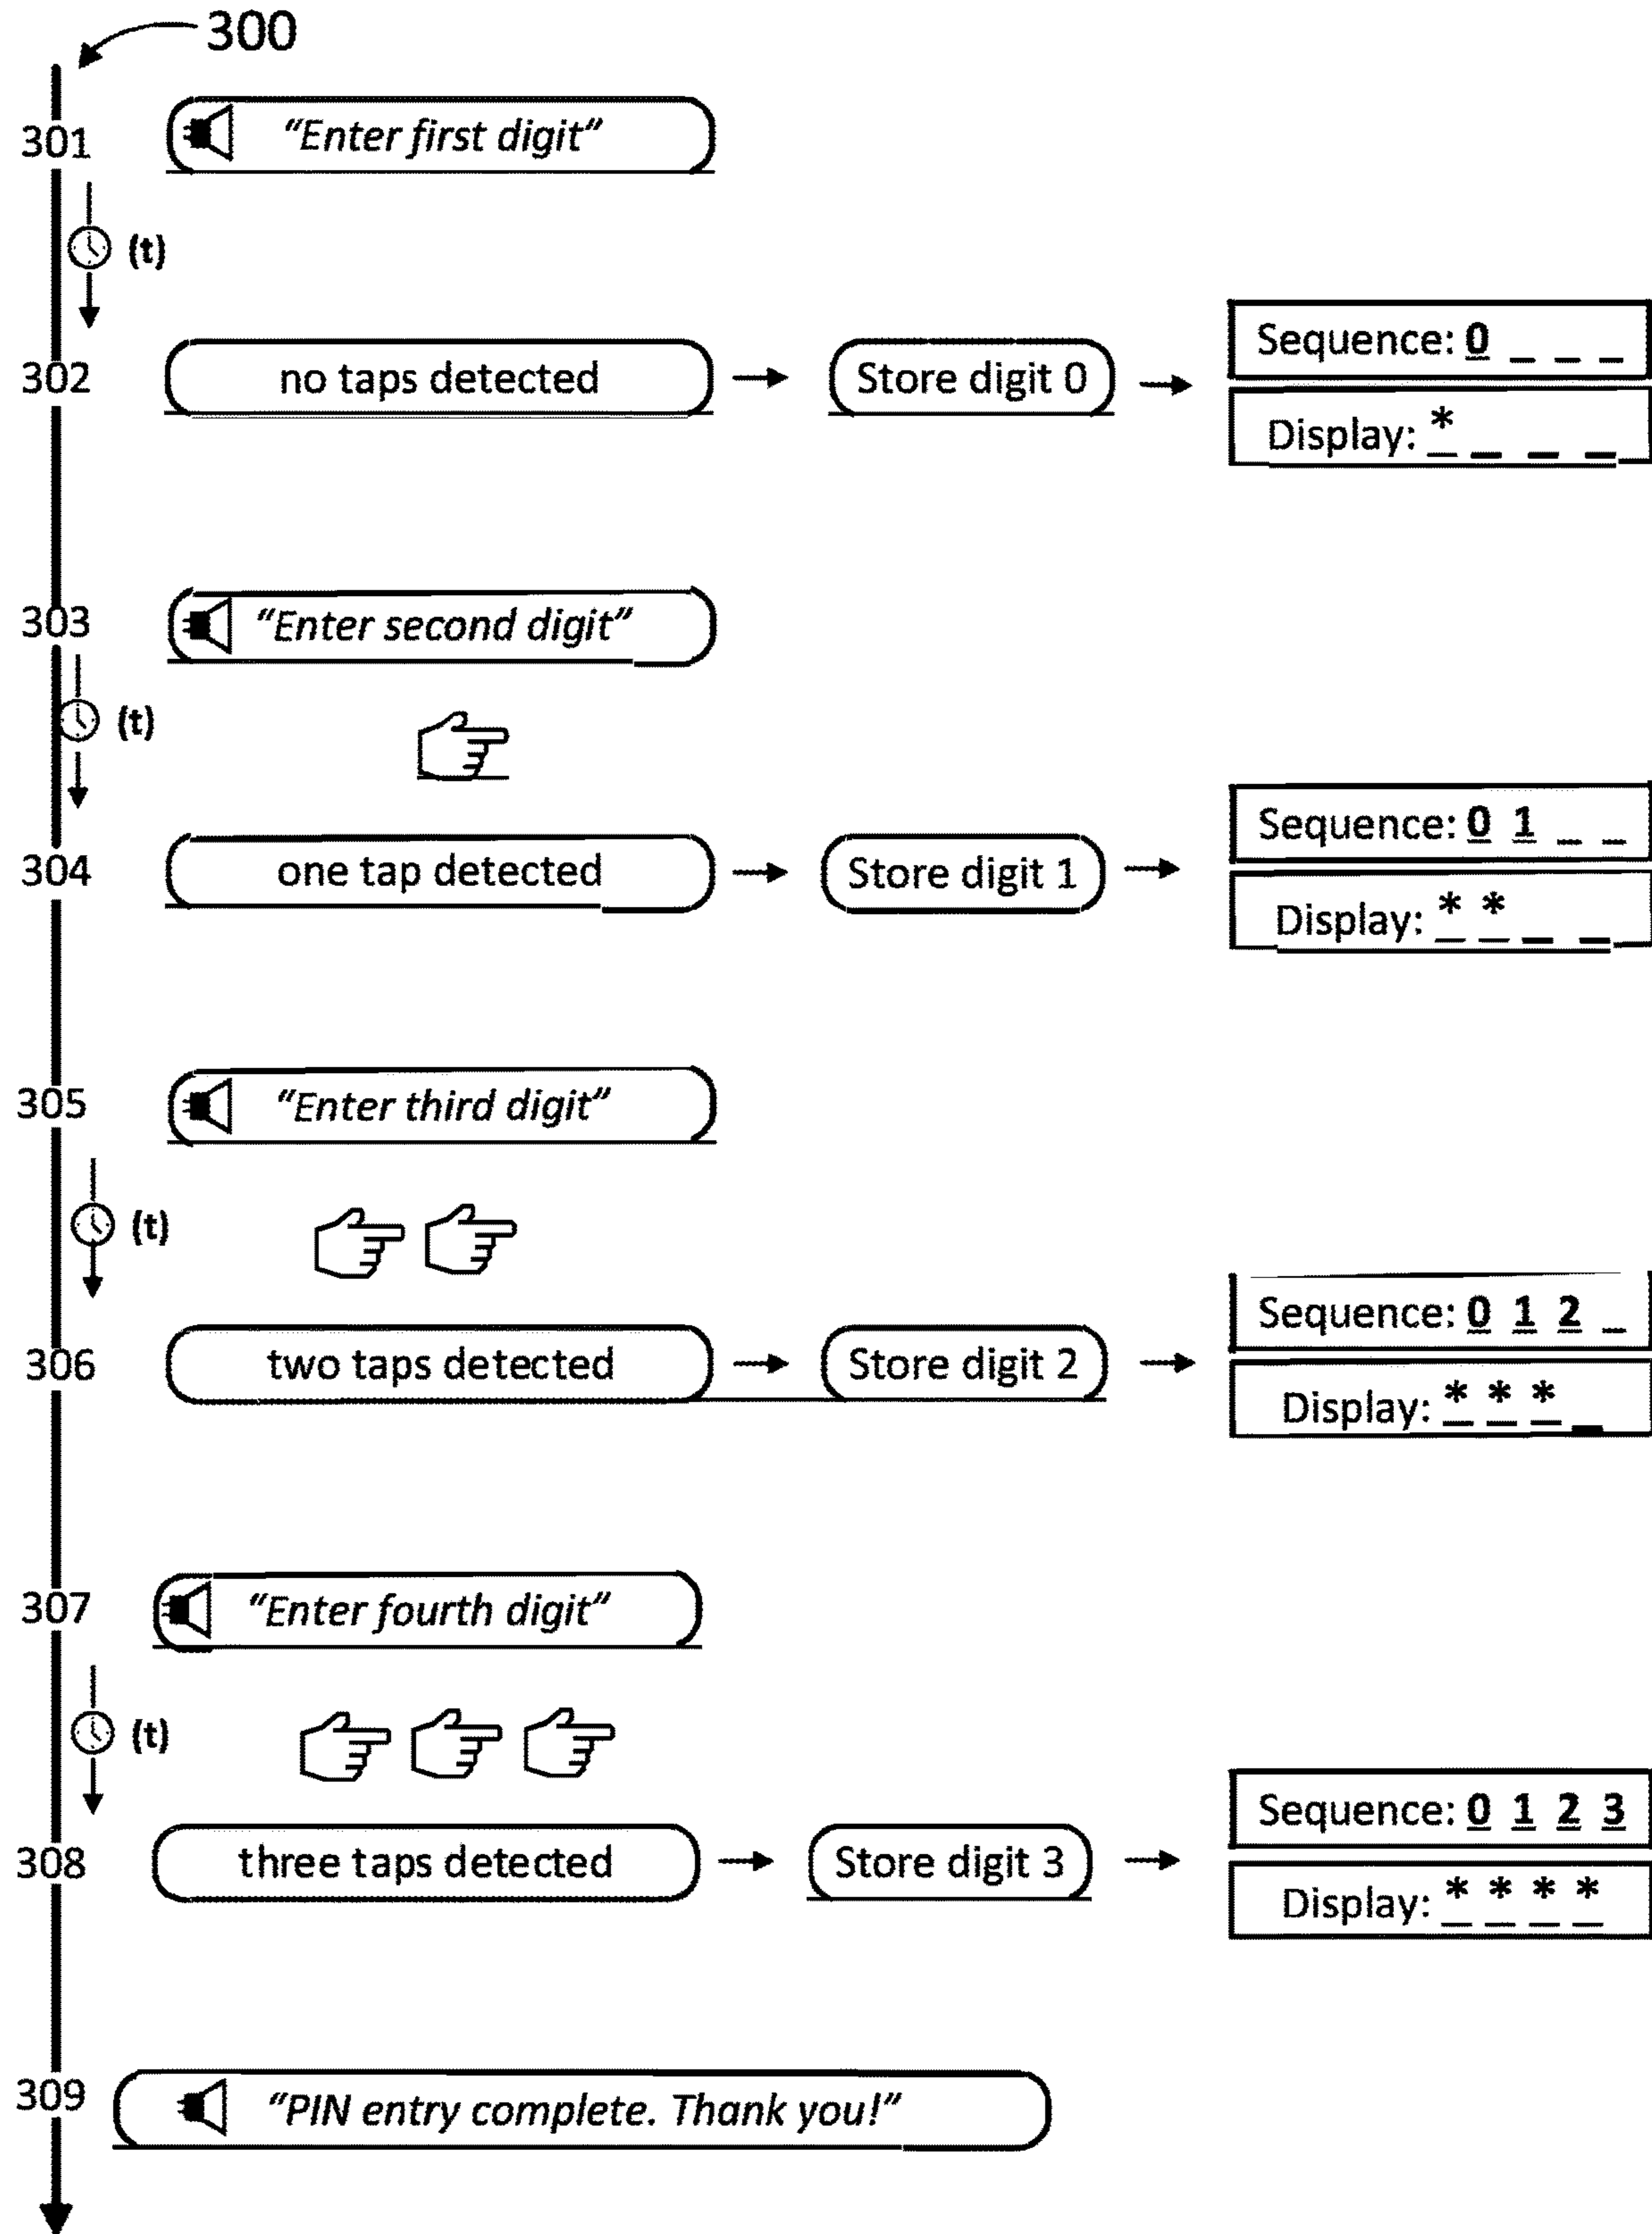 300
301 “Enter first digit”
(t)
302 no taps detected Store digit 0 Sequence: 0 _ _ _
Display: * _ _ _
303 “Enter second digit”
(t)
304 one tap detected Store digit 1 Sequence: 0 1 _ _
Display: * * _ _
305 “Enter third digit”
(t)
306 two taps detected Store digit 2 Sequence: 0 1 2 _
Display: * * * _
307 “Enter fourth digit”
(t)
308 three taps detected Store digit 3 Sequence: 0 1 2 3
Display: * * * *
309 “PIN entry complete. Thank you!”